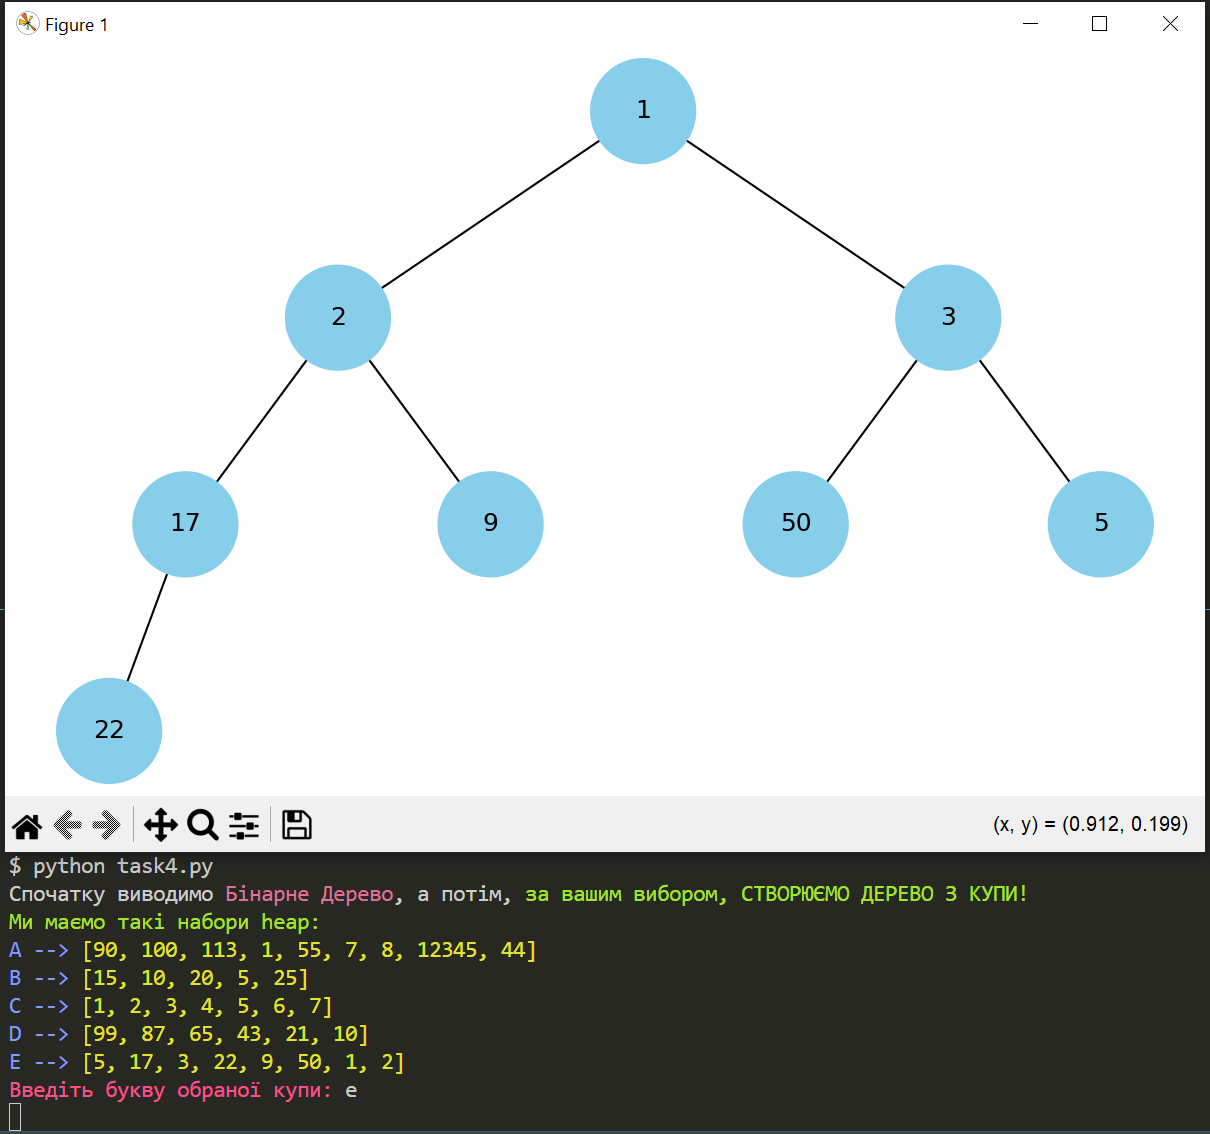 Figure 1
1
2 3
17 9 50 5
22
(x, y) = (0.912, 0.199)
$ python task4.py
Спочатку виводимо Бінарне Дерево, а потім, за вашим вибором, СТВОРЮЄМО ДЕРЕВО З КУПИ!
Ми маємо такі набори heap:
A --> [90, 100, 113, 1, 55, 7, 8, 12345, 44]
B --> [15, 10, 20, 5, 25]
C --> [1, 2, 3, 4, 5, 6, 7]
D --> [99, 87, 65, 43, 21, 10]
E --> [5, 17, 3, 22, 9, 50, 1, 2]
Введіть букву обраної купи: e